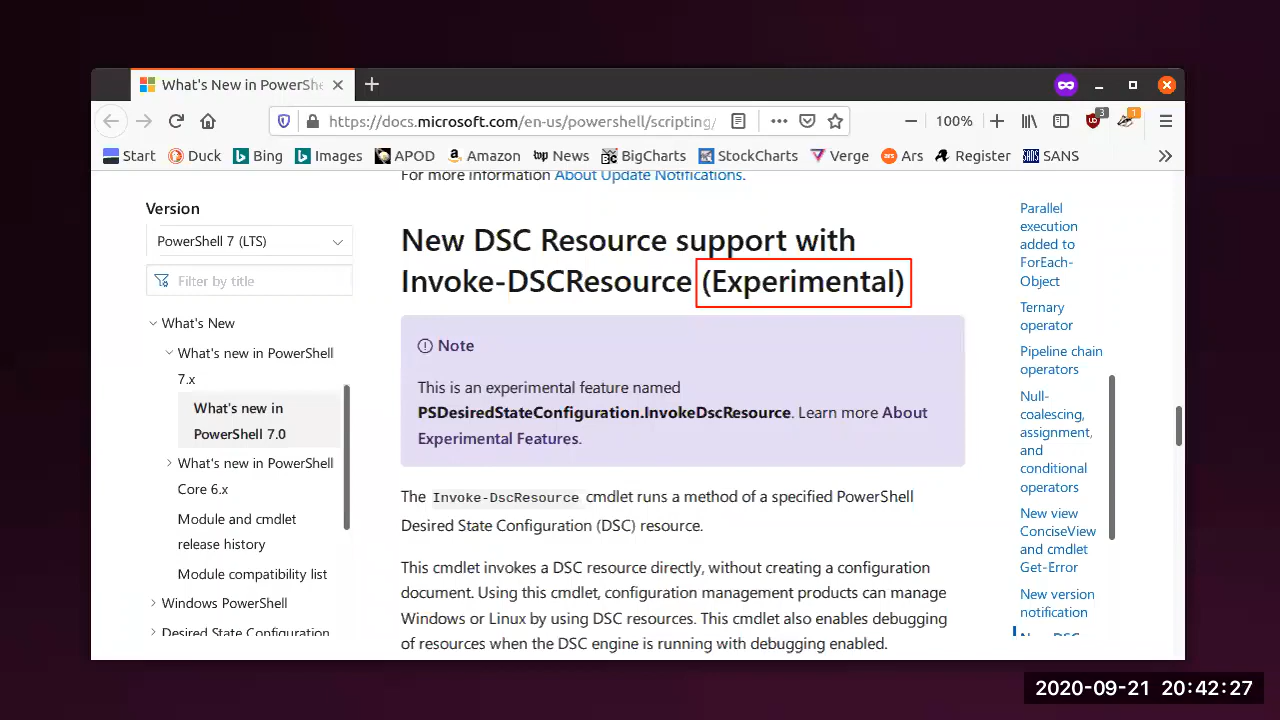 What's New in PowerShe
https://docs.microsoft.com/en-us/powershell/scripting/
100%
3
1
Start
Duck
Bing
Images
APOD
Amazon
top News
BigCharts
StockCharts
Verge
ars Ars
Register
SANS SANS
For more information About Update Notifications.
Version
PowerShell 7 (LTS)
Filter by title
What's New
What's new in PowerShell
7.x
What's new in
PowerShell 7.0
What's new in PowerShell
Core 6.x
Module and cmdlet
release history
Module compatibility list
Windows PowerShell
Desired State Configuration
New DSC Resource support with
Invoke-DSCResource (Experimental)
Note
This is an experimental feature named
PSDesiredStateConfiguration.InvokeDscResource. Learn more About
Experimental Features.
The Invoke-DscResource cmdlet runs a method of a specified PowerShell
Desired State Configuration (DSC) resource.
This cmdlet invokes a DSC resource directly, without creating a configuration
document. Using this cmdlet, configuration management products can manage
Windows or Linux by using DSC resources. This cmdlet also enables debugging
of resources when the DSC engine is running with debugging enabled.
Parallel
execution
added to
ForEach-
Object
Ternary
operator
Pipeline chain
operators
Null-
coalescing,
assignment,
and
conditional
operators
New view
ConciseView
and cmdlet
Get-Error
New version
notification
New DSC
2020-09-21 20:42:27